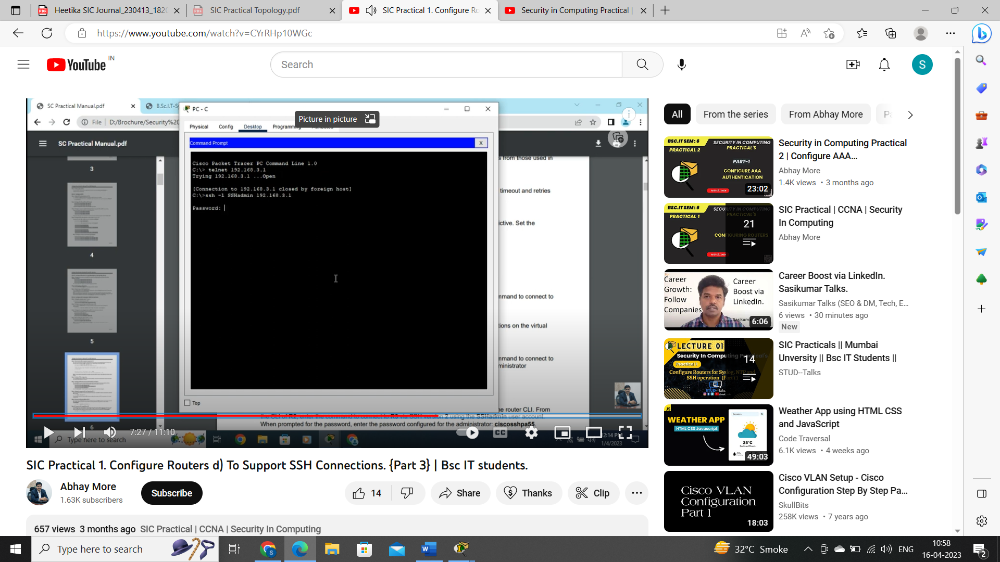 Heetika SIC Journal_230413_182
SIC Practical Topology.pdf
SIC Practical 1. Configure Ro
Security in Computing Practical |
https://www.youtube.com/watch?v=CYrRHp10WGc
YouTube IN
Search
S
SC Practical Manual.pdf
B.Sc.I.T-Sy
File D:/Brochure/Security%20
SC Practical Manual.pdf
3
4
5
6
PC - C
Picture in picture
Physical Config Desktop Programming Attributes
Command Prompt
X
Cisco Packet Tracer PC Command Line 1.0
C:\> telnet 192.168.3.1
Trying 192.168.3.1 ...Open
[Connection to 192.168.3.1 closed by foreign host]
C:\>ssh -l SSHadmin 192.168.3.1
Password:
Top
s from those used in
timeout and retries
ictive. Set the
mmand to connect to
tions on the virtual
mmand to connect to
ministrator
he router CLI. From
the CLI of R2, enter the command to connect to R3 via SSH version 2 using the SSHadmin user account.
When prompted for the password, enter the password configured for the administrator: ciscosshpa55.
7:27 / 11:10
CC
Type here to search
12:14 PM
1/4/2023
SIC Practical 1. Configure Routers d) To Support SSH Connections. {Part 3} | Bsc IT students.
Abhay More
1.63K subscribers
Subscribe
14
Share
Thanks
Clip
657 views 3 months ago SIC Practical | CCNA | Security In Computing
All
From the series
From Abhay More
BSC.IT SEM : 6
PRACTICAL 2
SECURITY IN COMPUTING
PRACTICAL'S
PART-1
CONFIGURE AAA
AUTHENTICATION
watch now
23:02
Security in Computing Practical
2 | Configure AAA...
Abhay More
1.4K views • 3 months ago
BSC.IT SEM : 6
PRACTICAL 1
SECURITY IN COMPUTING
PRACTICAL'S
CONFIGURING ROUTERS
watch now
21
SIC Practical | CCNA | Security
In Computing
Abhay More
Career
Growth:
Follow
Companies
Career
Boost via
LinkedIn.
6:06
Career Boost via LinkedIn.
Sasikumar Talks.
Sasikumar Talks (SEO & DM, Tech, E...
6 views • 30 minutes ago
New
LECTURE 01
Security In Computing Practical's
Practical 1
Configure Routers for Syslog, NTP and
SSH operation (Part 1)
STUD--Talks
14
SIC Practicals || Mumbai
Unversity || Bsc IT Students ||
STUD--Talks
JS
WEATHER APP
HTML CSS Javascript
28°C
49:03
Weather App using HTML CSS
and JavaScript
Code Traversal
6.1K views • 4 weeks ago
Cisco VLAN
Configuration
Part 1
18:03
Cisco VLAN Setup - Cisco
Configuration Step By Step Pa...
SkullBits
258K views • 7 years ago
Type here to search
32°C Smoke
ENG
10:58
16-04-2023
2